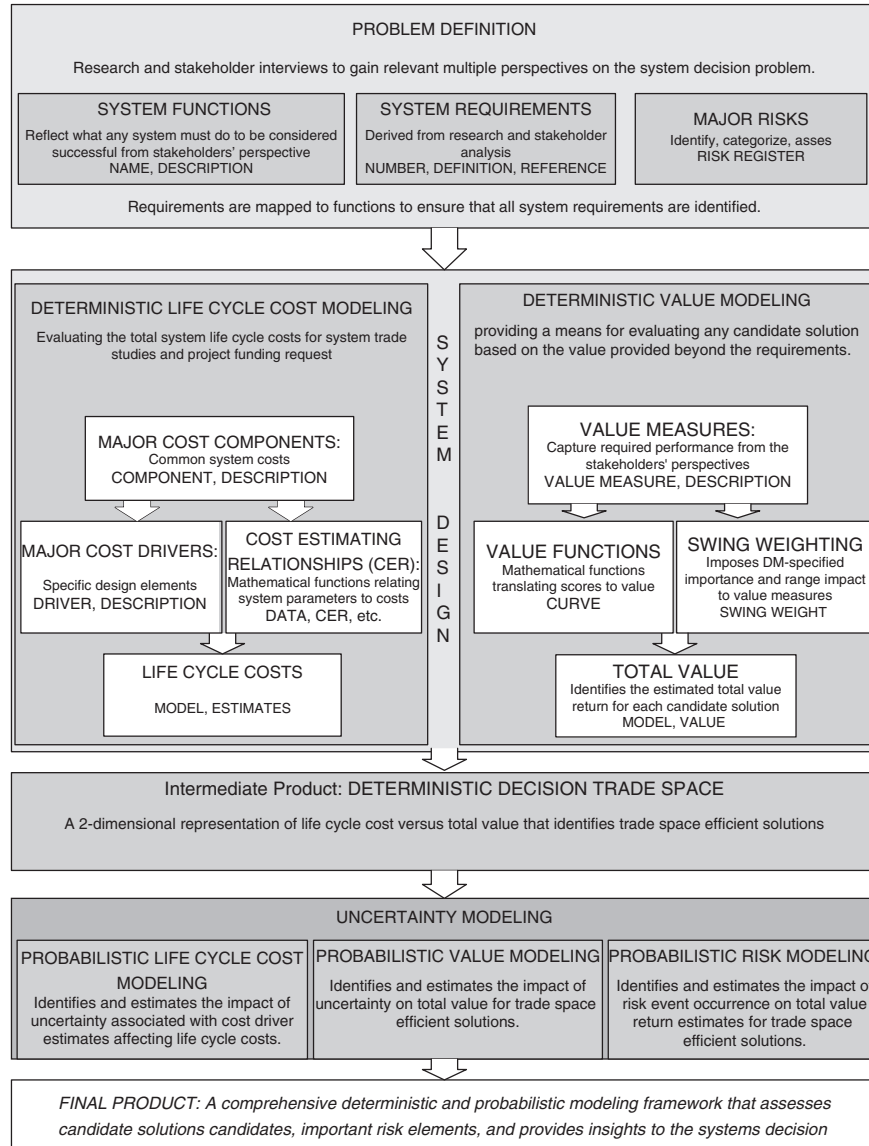 PROBLEM DEFINITION
Research and stakeholder interviews to gain relevant multiple perspectives on the system decision problem.
SYSTEM FUNCTIONS
Reflect what any system must do to be considered
successful from stakeholders' perspective
NAME, DESCRIPTION
SYSTEM REQUIREMENTS
Derived from research and stakeholder
analysis
NUMBER, DEFINITION, REFERENCE
MAJOR RISKS
Identify, categorize, asses
RISK REGISTER
Requirements are mapped to functions to ensure that all system requirements are identified.
DETERMINISTIC LIFE CYCLE COST MODELING
Evaluating the total system life cycle costs for system trade
studies and project funding request
MAJOR COST COMPONENTS:
Common system costs
COMPONENT, DESCRIPTION
MAJOR COST DRIVERS:
Specific design elements
DRIVER, DESCRIPTION
COST ESTIMATING
RELATIONSHIPS (CER):
Mathematical functions relating
system parameters to costs
DATA, CER, etc.
LIFE CYCLE COSTS
MODEL, ESTIMATES
SYSTEM DESIGN
DETERMINISTIC VALUE MODELING
providing a means for evaluating any candidate solution
based on the value provided beyond the requirements.
VALUE MEASURES:
Capture required performance from the
stakeholders' perspectives
VALUE MEASURE, DESCRIPTION
VALUE FUNCTIONS
Mathematical functions
translating scores to value
CURVE
SWING WEIGHTING
Imposes DM-specified
importance and range impact
to value measures
SWING WEIGHT
TOTAL VALUE
Identifies the estimated total value
return for each candidate solution
MODEL, VALUE
Intermediate Product: DETERMINISTIC DECISION TRADE SPACE
A 2-dimensional representation of life cycle cost versus total value that identifies trade space efficient solutions
UNCERTAINTY MODELING
PROBABILISTIC LIFE CYCLE COST
MODELING
Identifies and estimates the impact of
uncertainty associated with cost driver
estimates affecting life cycle costs.
PROBABILISTIC VALUE MODELING
Identifies and estimates the impact of
uncertainty on total value for trade space
efficient solutions.
PROBABILISTIC RISK MODELING
Identifies and estimates the impact of
risk event occurrence on total value
return estimates for trade space
efficient solutions.
FINAL PRODUCT: A comprehensive deterministic and probabilistic modeling framework that assesses
candidate solutions candidates, important risk elements, and provides insights to the systems decision